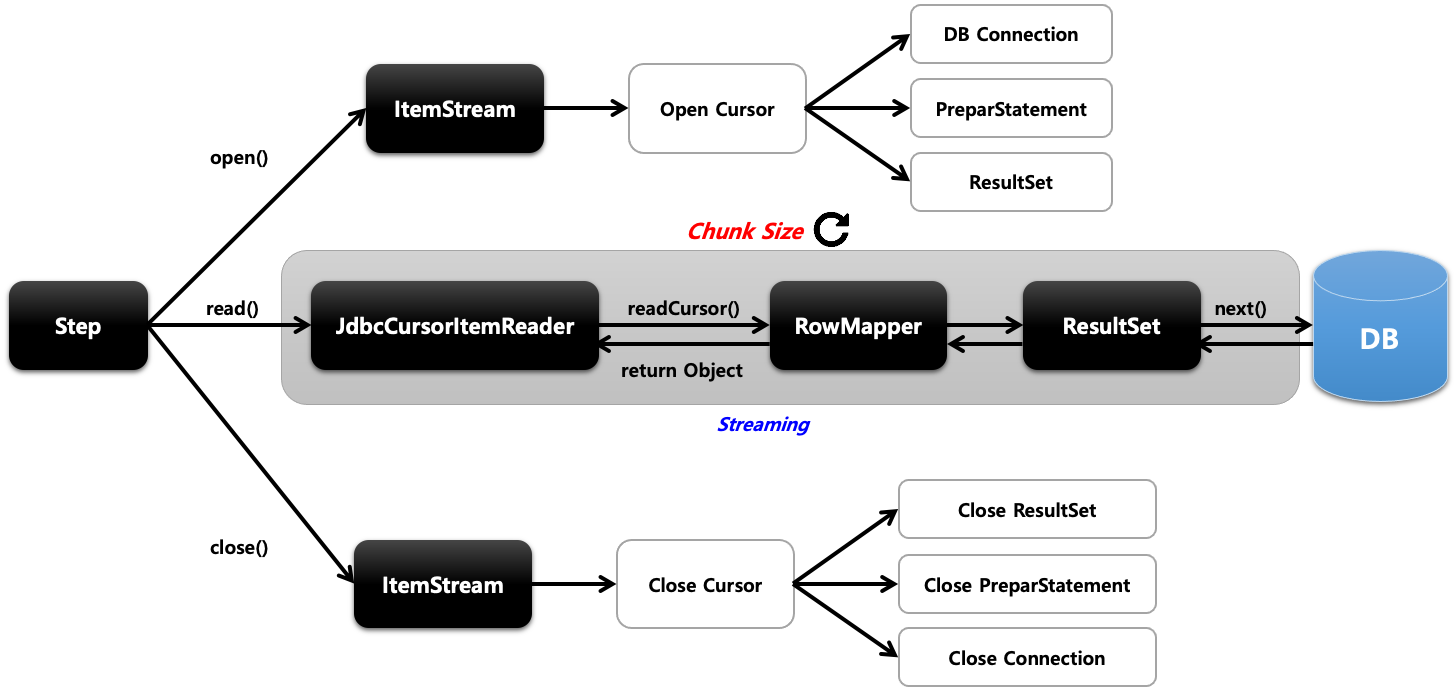 DB Connection
ItemStream
Open Cursor
PreparStatement
open()
ResultSet
Chunk Size
Step
read()
JdbcCursorItemReader
readCursor()
return Object
RowMapper
ResultSet
next()
DB
Streaming
close()
ItemStream
Close Cursor
Close ResultSet
Close PreparStatement
Close Connection